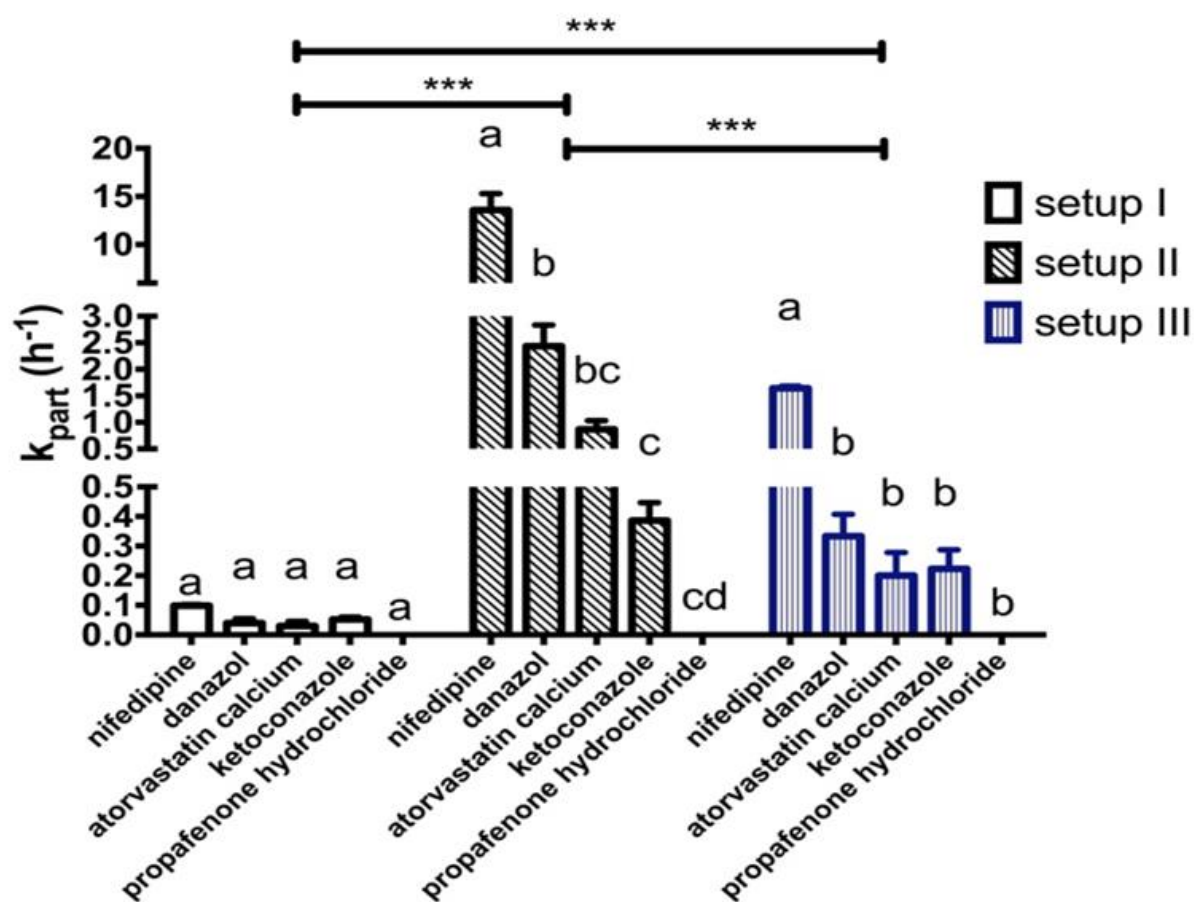 ***
***
***
a
20
15
10
b
setup I
setup II
setup III
k_part (h^-1)
3.0
2.5
2.0
1.5
1.0
0.5
bc
c
a
b
0.5
0.4
0.3
0.2
0.1
0.0
a
a
a
a
a
cd
b
b
b
nifedipine
danazol
atorvastatin calcium
ketoconazole
propafenone hydrochloride
nifedipine
danazol
atorvastatin calcium
ketoconazole
propafenone hydrochloride
nifedipine
danazol
atorvastatin calcium
ketoconazole
propafenone hydrochloride